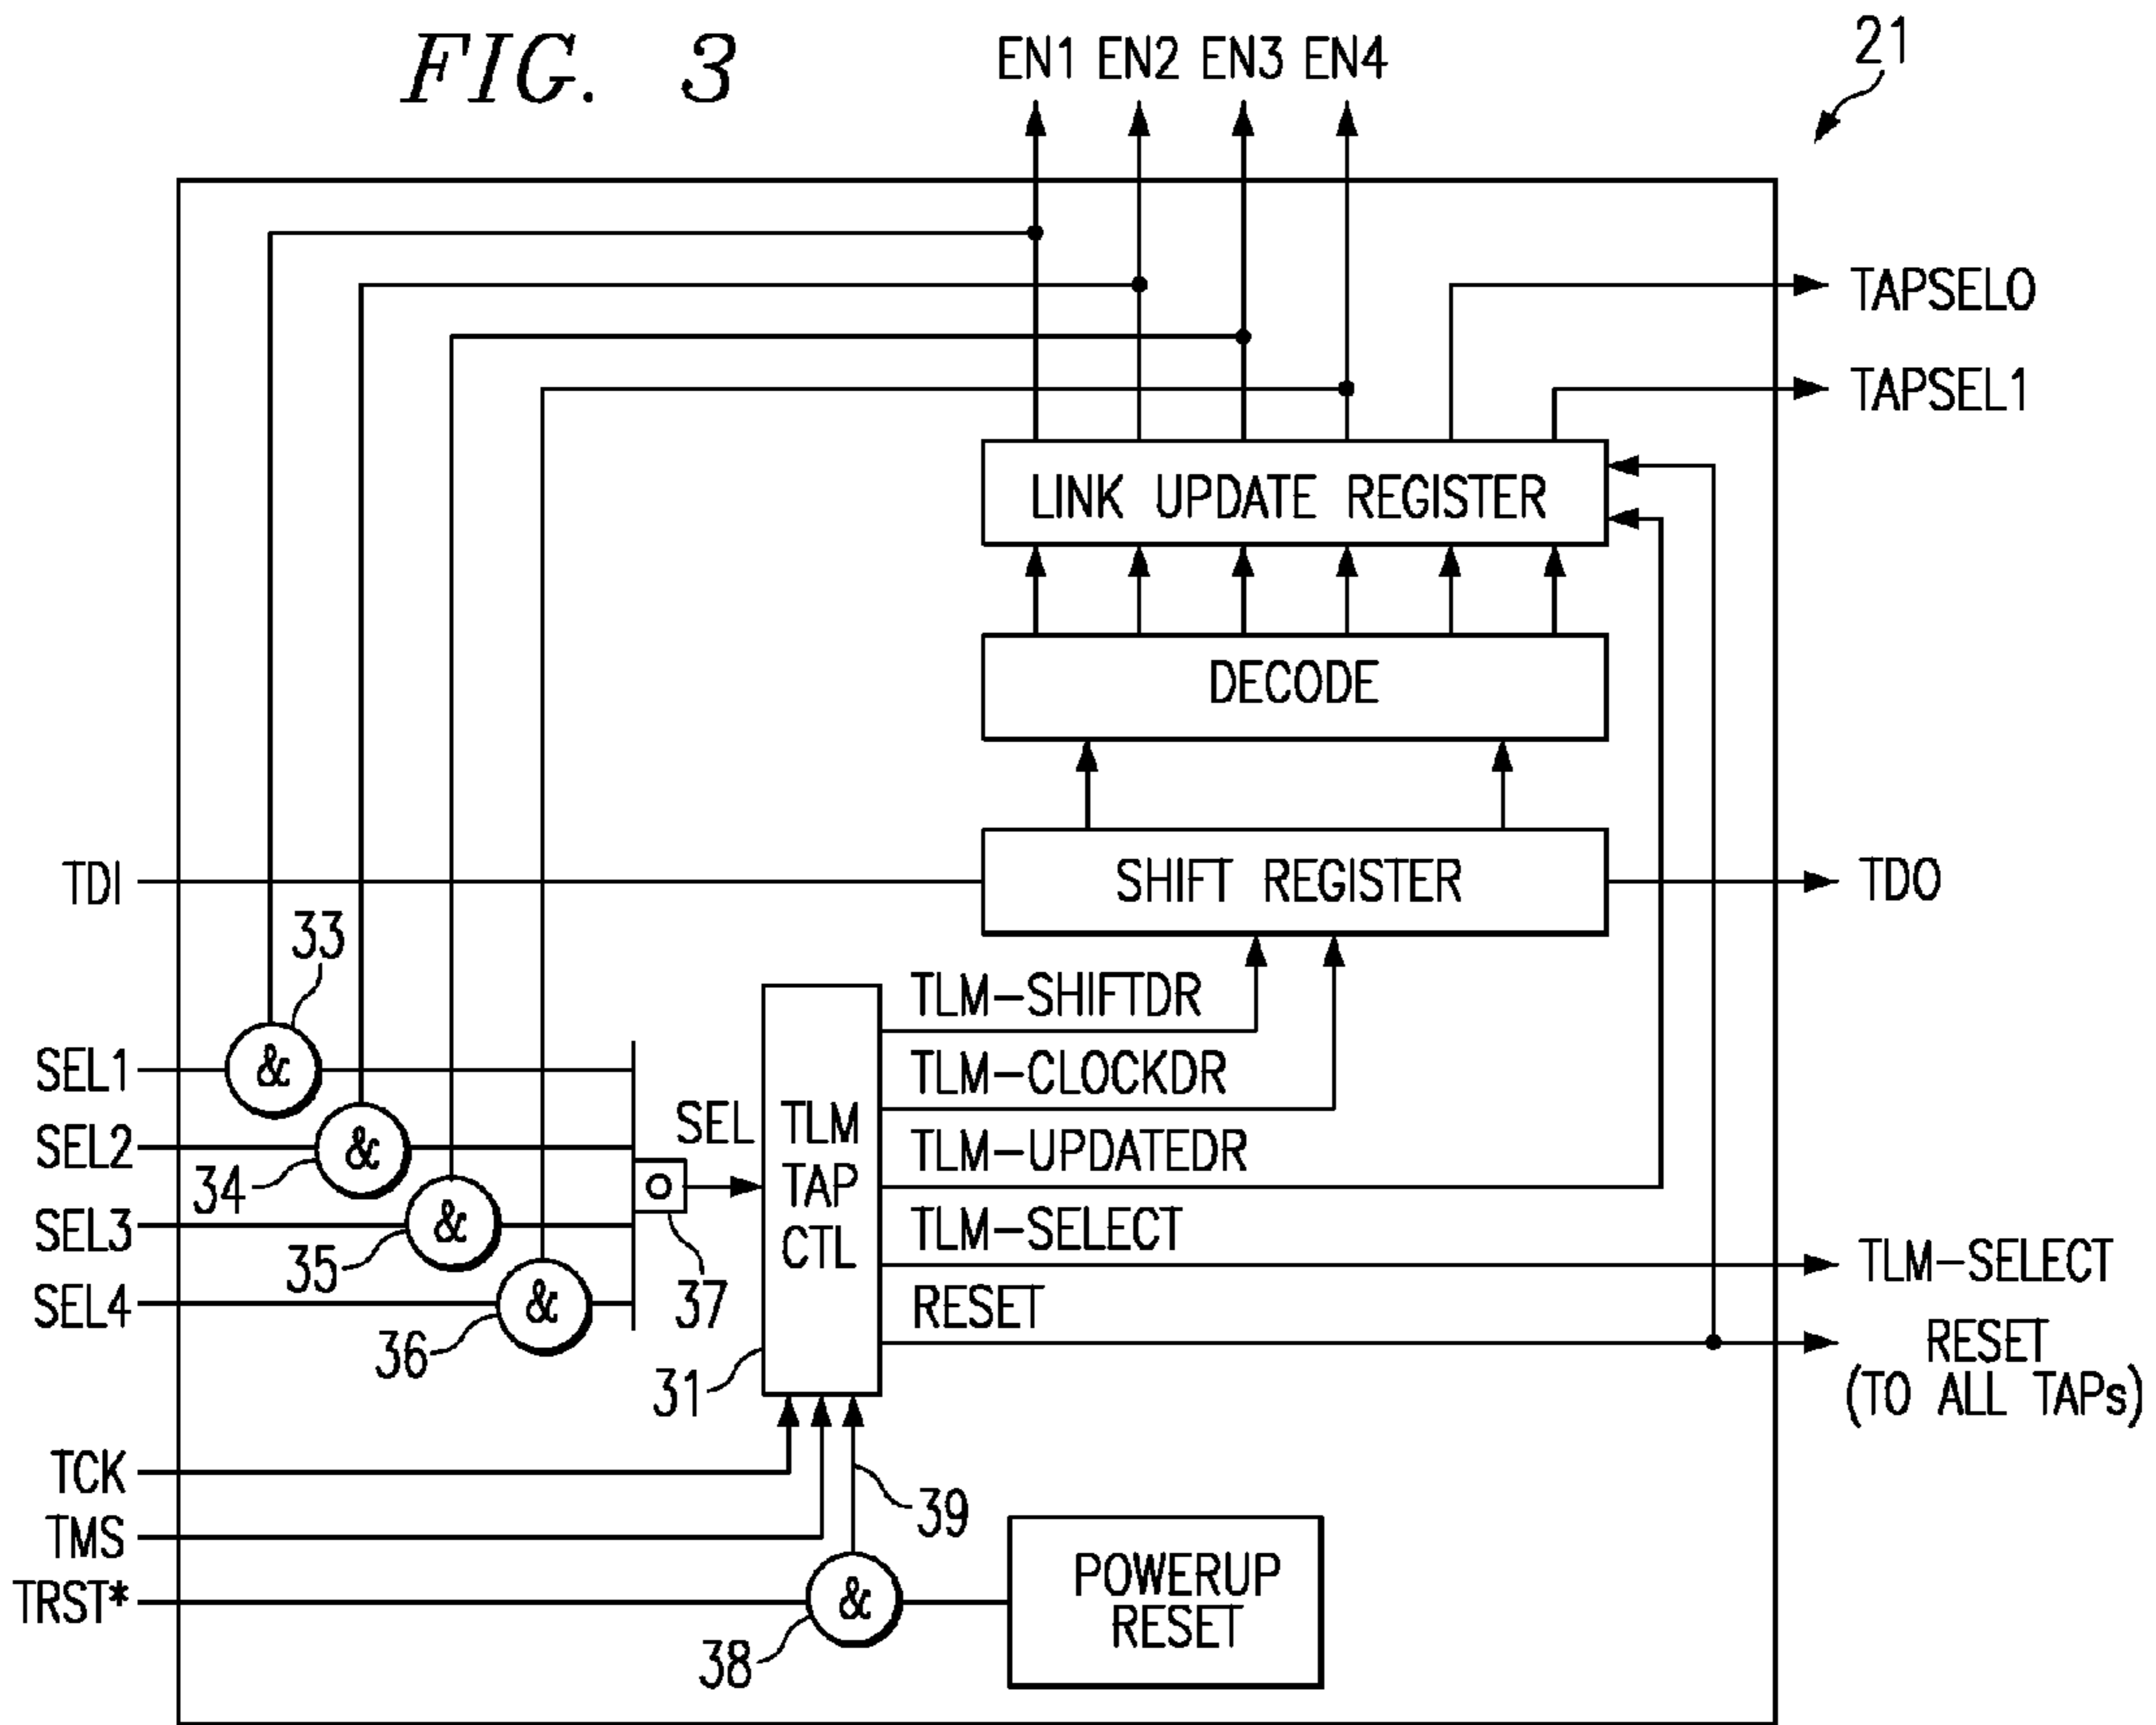 FIG. 3
EN1 EN2 EN3 EN4
21
TAPSEL0
TAPSEL1
LINK UPDATE REGISTER
DECODE
TDI
SHIFT REGISTER
TDO
33
TLM-SHIFTDR
SEL1
&
TLM-CLOCKDR
SEL2
&
34
SEL
TLM
TAP
CTL
TLM-UPDATEDR
SEL3
&
35
O
37
TLM-SELECT
TLM-SELECT
SEL4
&
36
31
RESET
RESET
(TO ALL TAPs)
TCK
39
TMS
TRST*
&
38
POWERUP
RESET